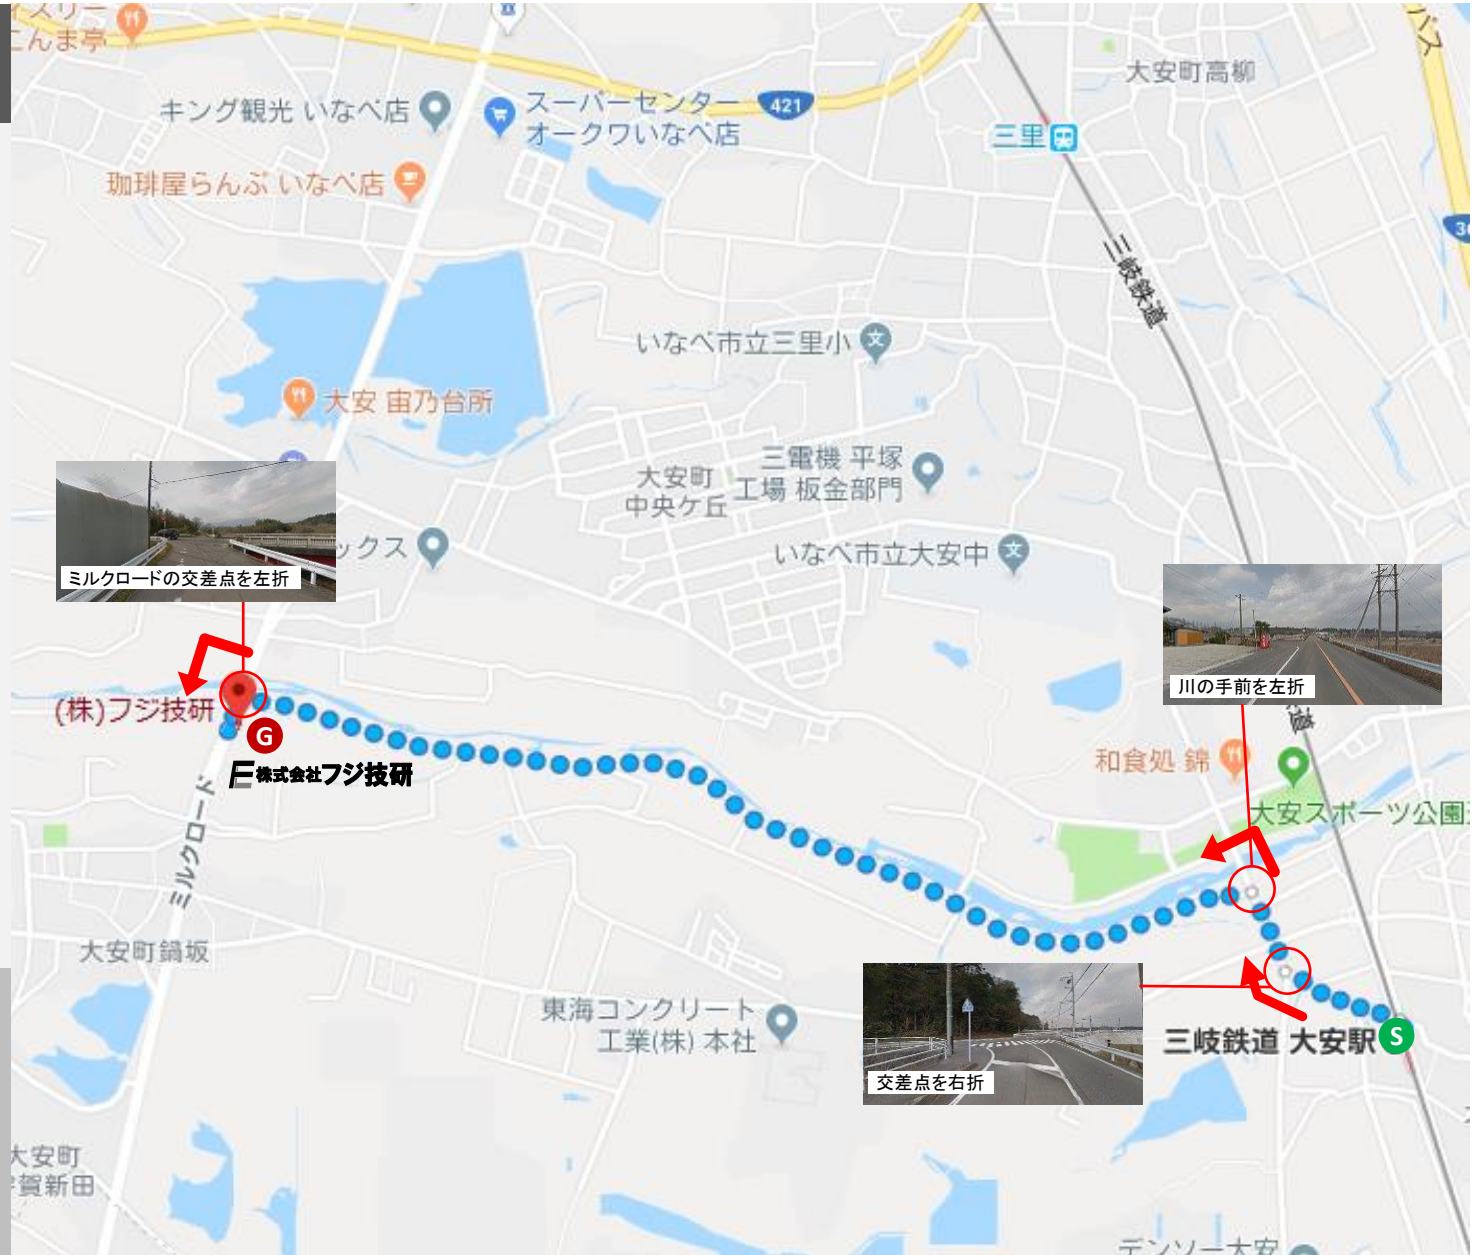 こんま亭
キング観光 いなべ店
スーパーセンター
オークワいなべ店
421
大安町高柳
バス
三里
珈琲屋らんぷ いなべ店
三岐鉄道
いなべ市立三里小
文
大安 宙乃台所
大安町
中央ケ丘
三電機 平塚
工場 板金部門
ックス
いなべ市立大安中
文
ミルクロードの交差点を左折
川の手前を左折
道
(株)フジ技研
G
株式会社フジ技研
和食処 錦
大安スポーツ公園
ミルクロード
大安町鍋坂
東海コンクリート
工業(株) 本社
交差点を右折
三岐鉄道 大安駅
S
大安町
賀新田
デンソー大安